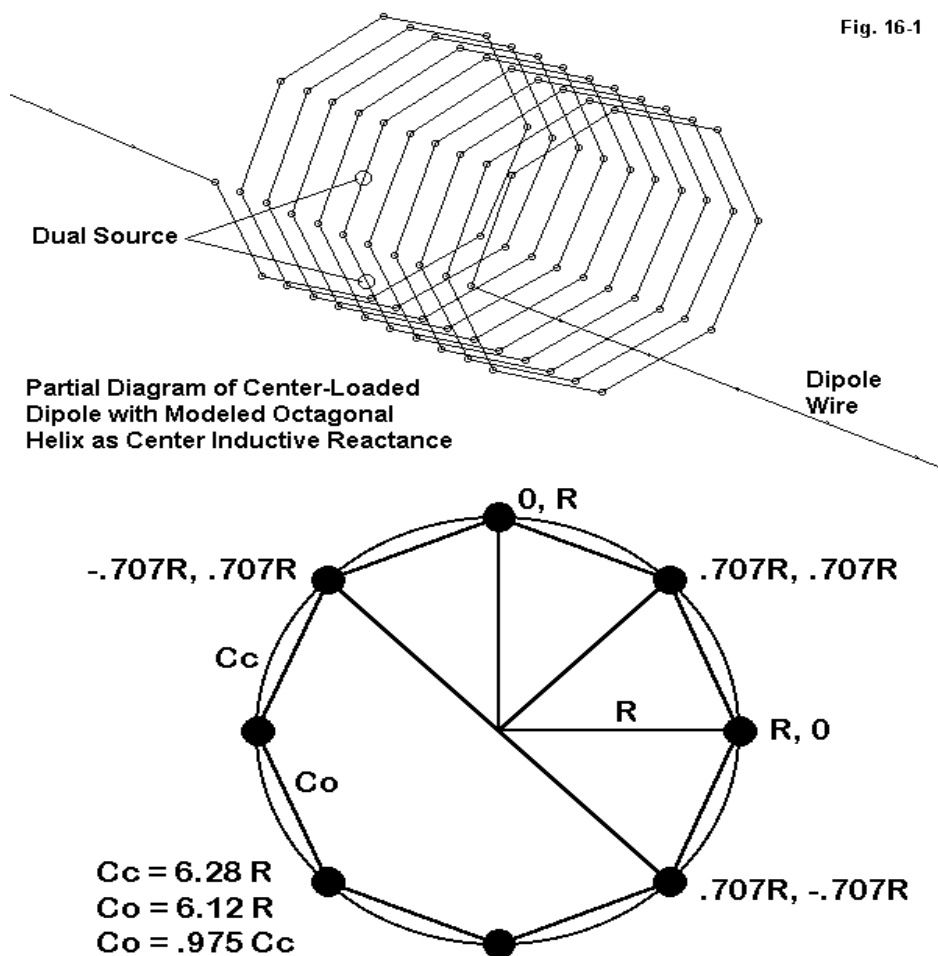 Fig. 16-1
Dual Source
Partial Diagram of Center-Loaded
Dipole with Modeled Octagonal
Helix as Center Inductive Reactance
Dipole
Wire
0, R
-.707R, .707R
.707R, .707R
Cc
R
R, 0
Co
Cc = 6.28 R
Co = 6.12 R
Co = .975 Cc
.707R, -.707R